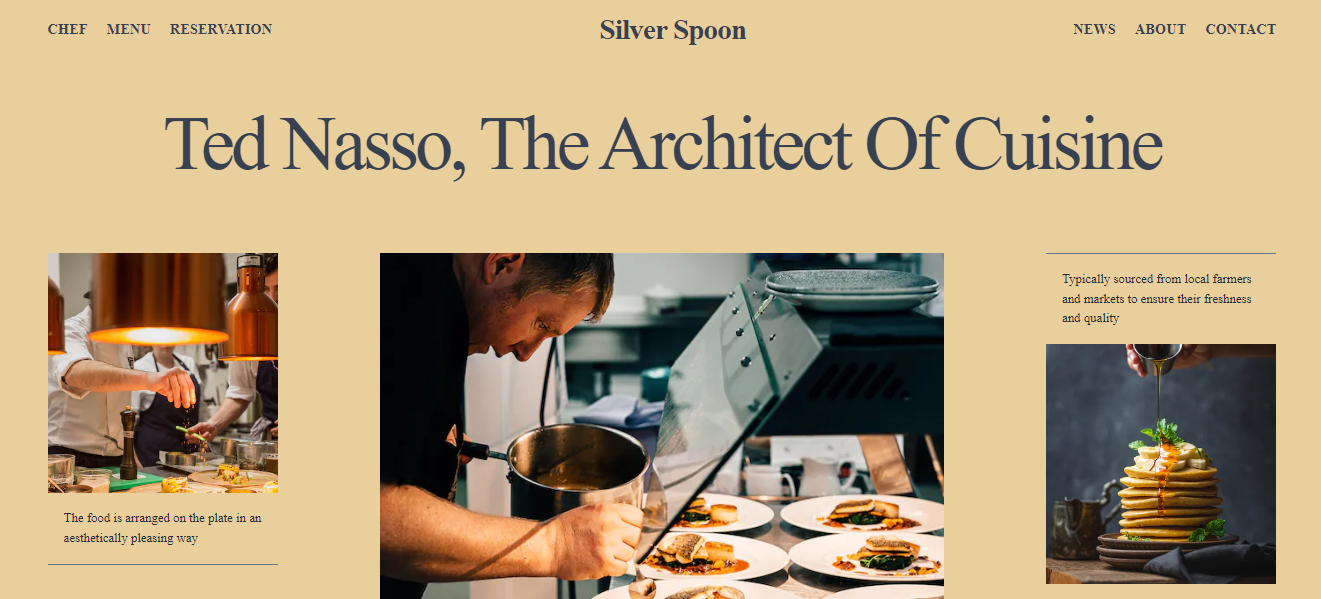 CHEF MENU RESERVATION Silver Spoon NEWS ABOUT CONTACT
Ted Nasso, The Architect Of Cuisine
Typically sourced from local farmers
and markets to ensure their freshness
and quality
The food is arranged on the plate in an
aesthetically pleasing way